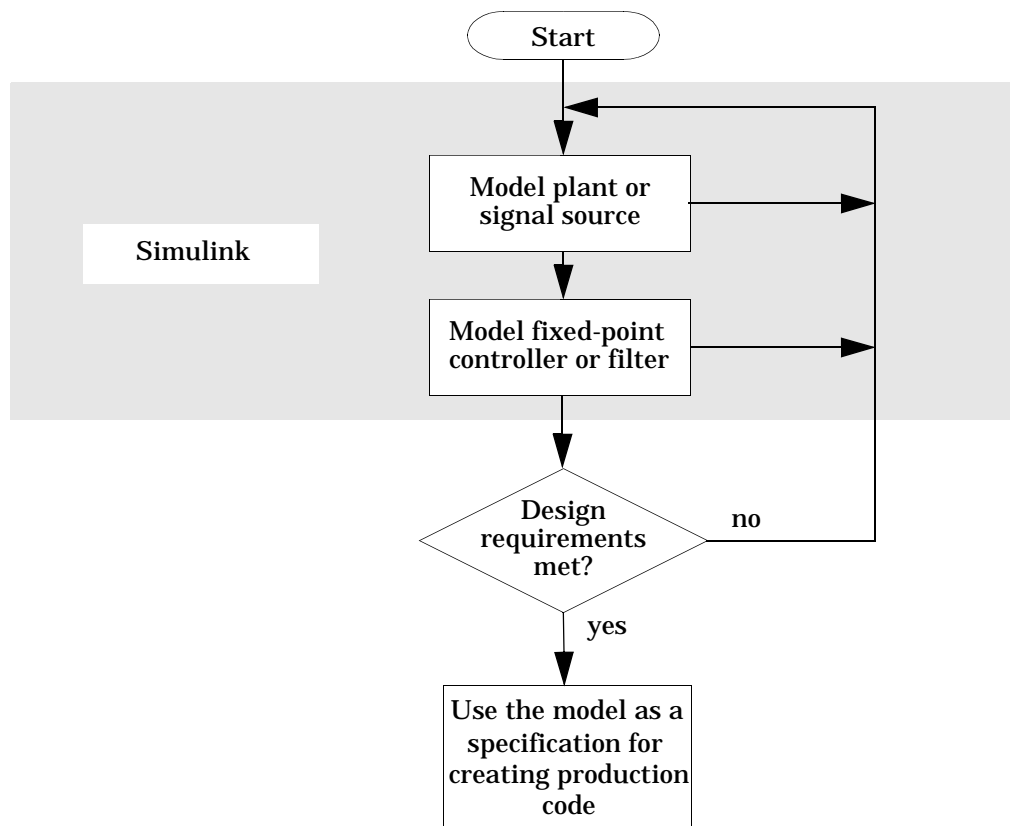 Start
Model plant or
signal source
Simulink
Model fixed-point
controller or filter
Design
requirements
met?
no
yes
Use the model as a
specification for
creating production
code